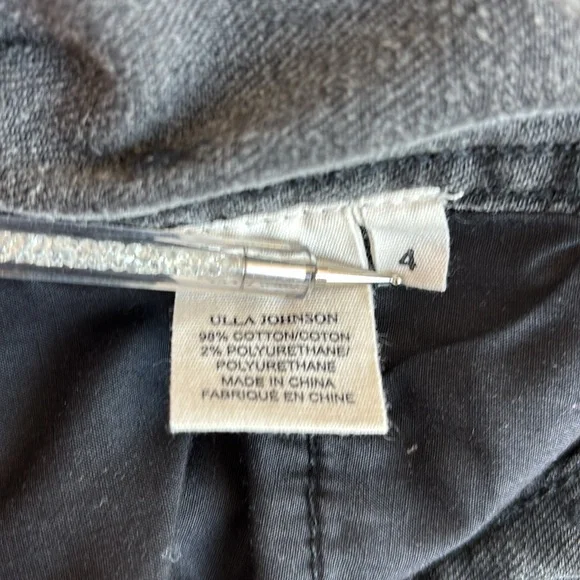 4
ULLA JOHNSON
98% COTTON/COTON
2% POLYURETHANE/
POLYURETHANE
MADE IN CHINA
FABRIQUÉ EN CHINE